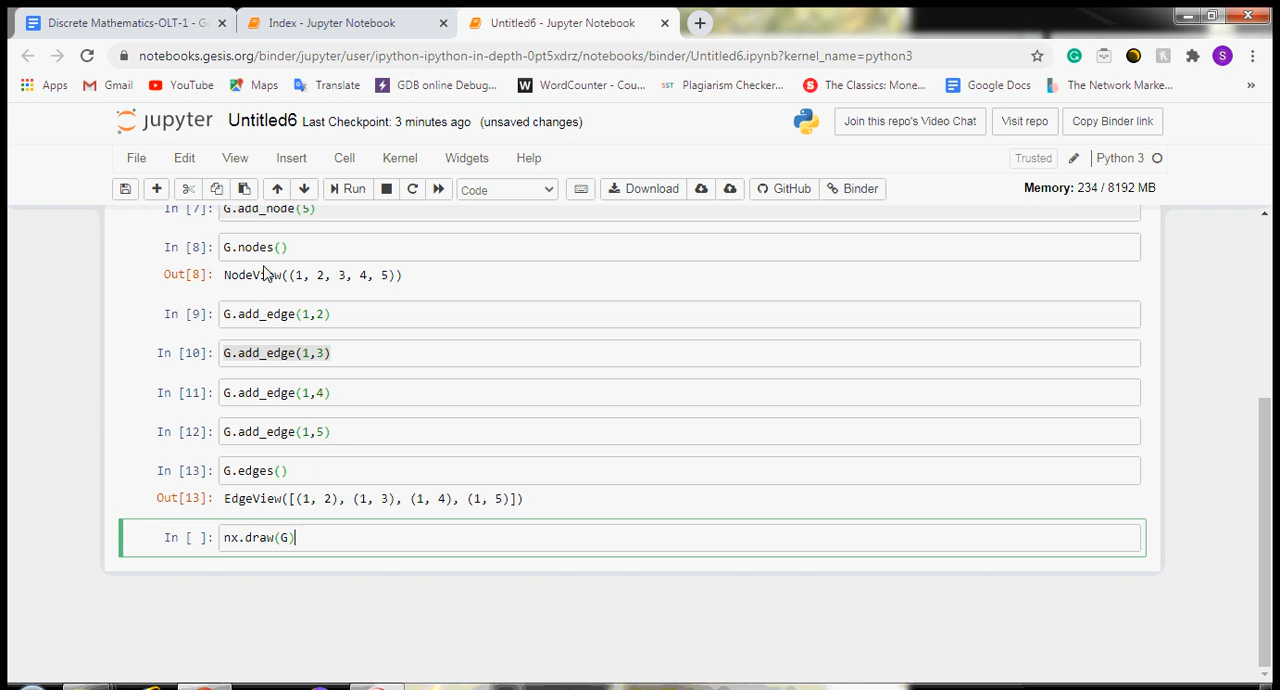 Discrete Mathematics-OLT-1 - Go
Index - Jupyter Notebook
Untitled6 - Jupyter Notebook
notebooks.gesis.org/binder/jupyter/user/ipython-ipython-in-depth-0pt5xdrz/notebooks/binder/Untitled6.ipynb?kernel_name=python3
S
Apps
Gmail
YouTube
Maps
Translate
GDB online Debug...
W
WordCounter - Cou...
SST
Plagiarism Checker...
S
The Classics: Mone...
Google Docs
The Network Marke...
»
jupyter Untitled6 Last Checkpoint: 3 minutes ago (unsaved changes)
Join this repo's Video Chat
Visit repo
Copy Binder link
File
Edit
View
Insert
Cell
Kernel
Widgets
Help
Trusted
Python 3
Run
Code
Download
GitHub
Binder
Memory: 234 / 8192 MB
In [7]: G.add_node(5)
In [8]: G.nodes()
Out[8]: NodeView((1, 2, 3, 4, 5))
In [9]: G.add_edge(1,2)
In [10]: G.add_edge(1,3)
In [11]: G.add_edge(1,4)
In [12]: G.add_edge(1,5)
In [13]: G.edges()
Out[13]: EdgeView([(1, 2), (1, 3), (1, 4), (1, 5)])
In [ ]: nx.draw(G)